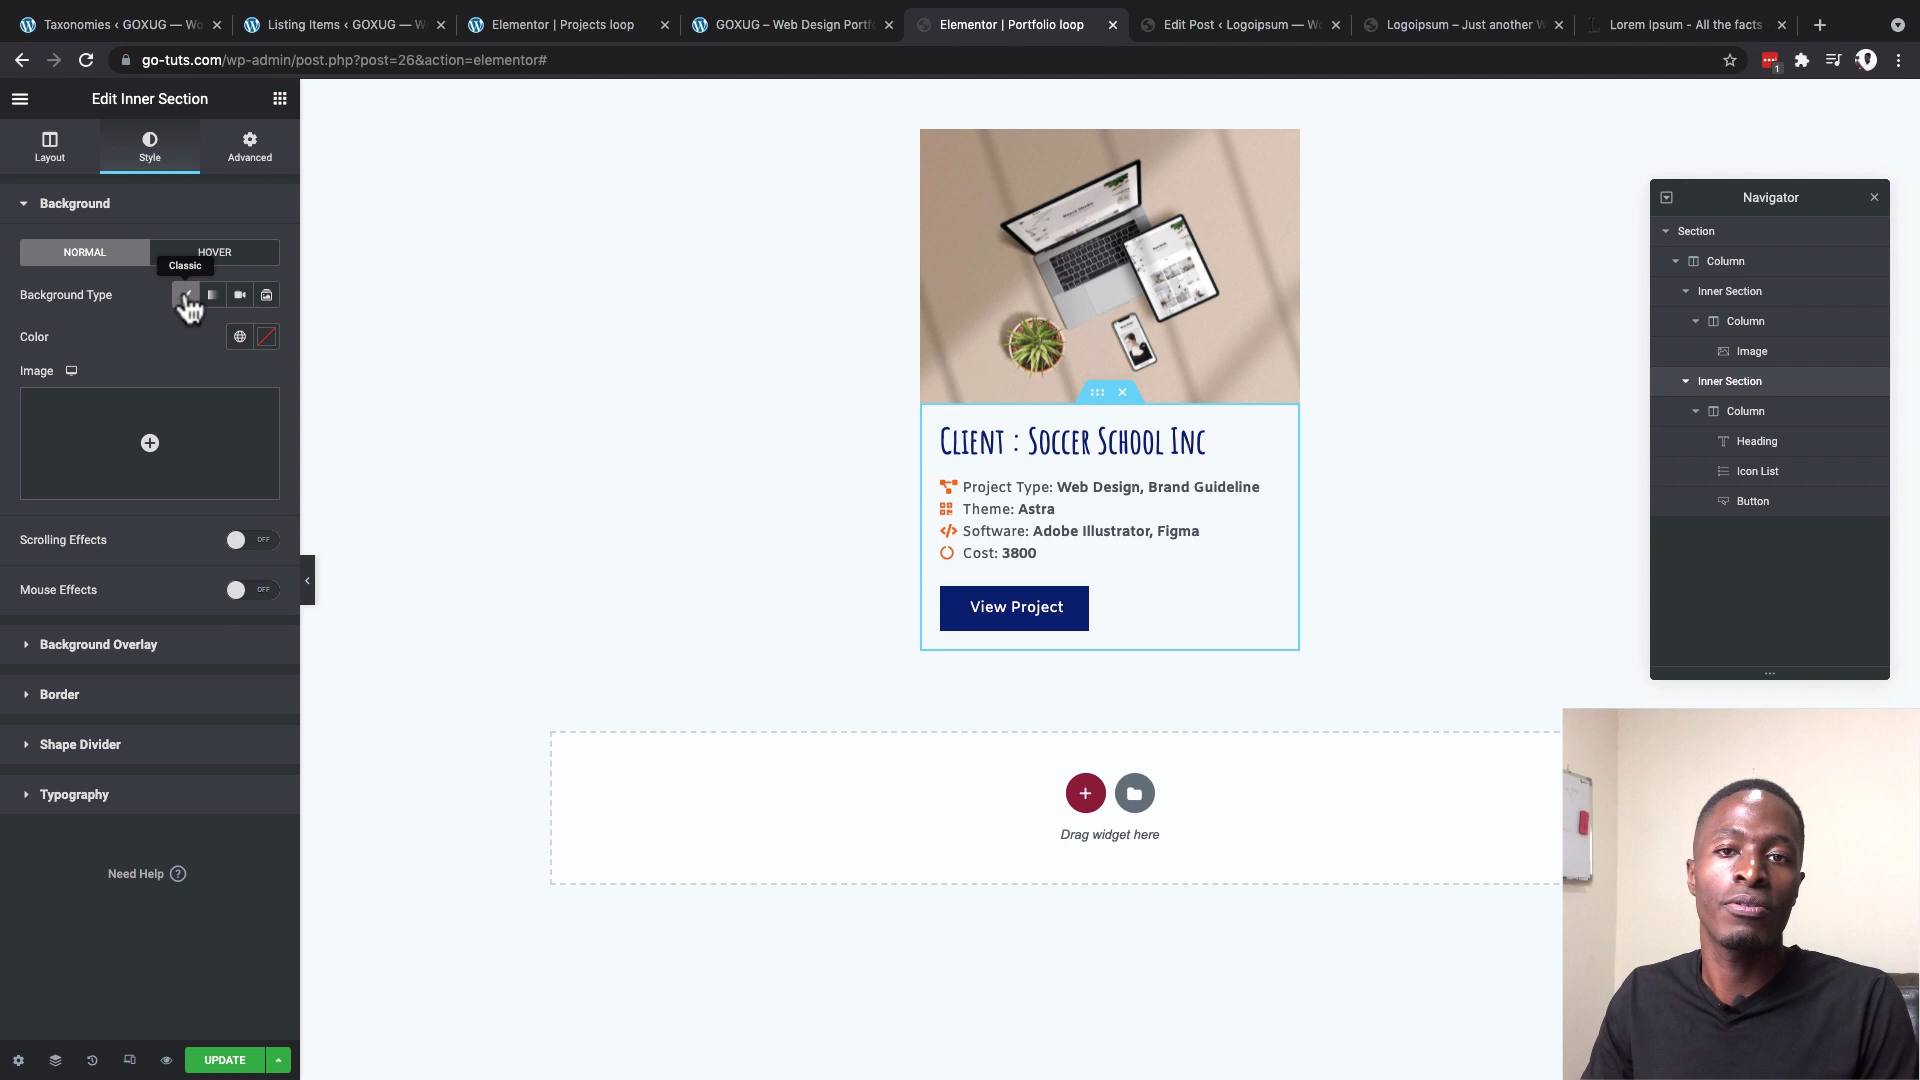 Taxonomies ‹ GOXUG — Wo
Listing Items ‹ GOXUG — W
Elementor | Projects loop
GOXUG – Web Design Portf
Elementor | Portfolio loop
Edit Post ‹ Logoipsum — Wo
Logoipsum – Just another W
Lorem Ipsum - All the facts
go-tuts.com/wp-admin/post.php?post=26&action=elementor#
1
Edit Inner Section
Layout
Style
Advanced
Background
NORMAL
HOVER
Classic
Background Type
Color
Image
Scrolling Effects
OFF
Mouse Effects
OFF
Background Overlay
Border
Shape Divider
Typography
Need Help ?
UPDATE
Client : Soccer School Inc
Project Type: Web Design, Brand Guideline
Theme: Astra
Software: Adobe Illustrator, Figma
Cost: 3800
View Project
Drag widget here
Navigator
Section
Column
Inner Section
Column
Image
Inner Section
Column
Heading
Icon List
Button